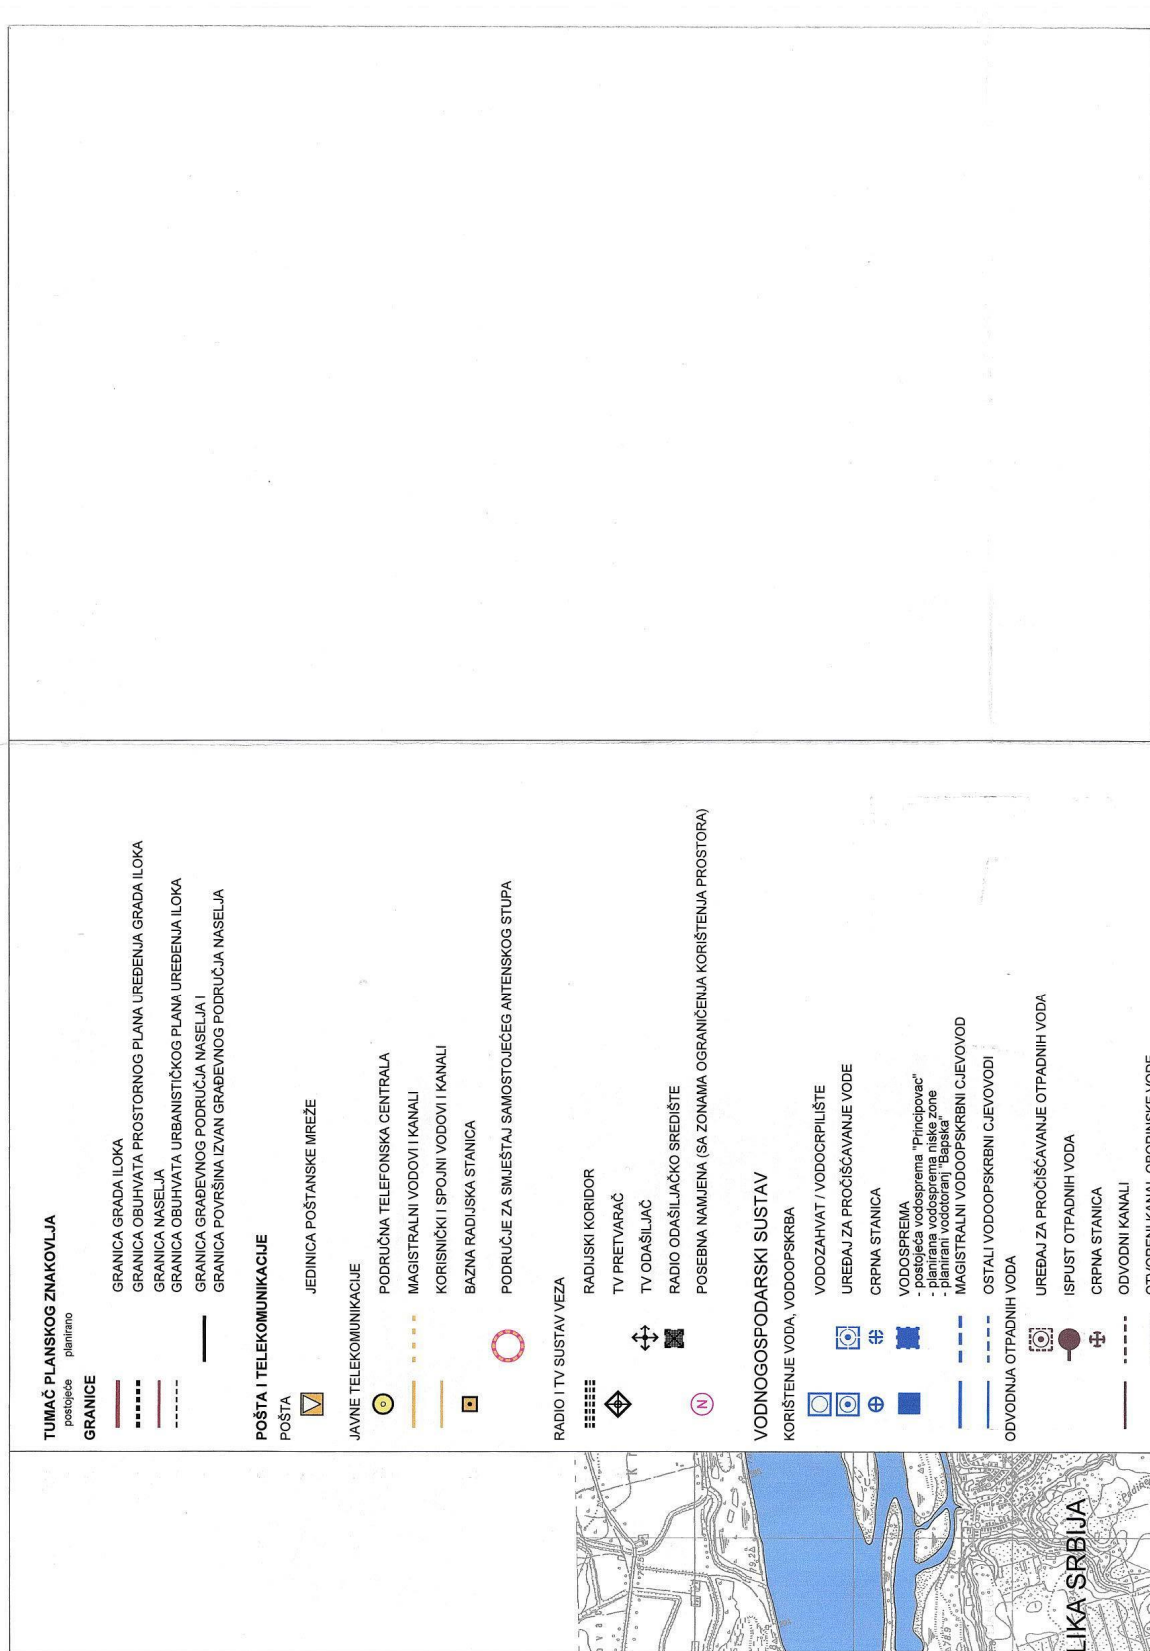 TUMAČ PLANSKOG ZNAKOVLJA
postojeće planirano
GRANICE
GRANICA GRADA ILOKA
GRANICA OBUHVATA PROSTORNOG PLANA UREĐENJA GRADA ILOKA
GRANICA NASELJA
GRANICA OBUHVATA URBANISTIČKOG PLANA UREĐENJA ILOKA
GRANICA GRAĐEVNOG PODRUČJA NASELJA I
GRANICA POVRŠINA IZVAN GRAĐEVNOG PODRUČJA NASELJA
POŠTA I TELEKOMUNIKACIJE
POŠTA
JEDINICA POŠTANSKE MREŽE
JAVNE TELEKOMUNIKACIJE
PODRUČNA TELEFONSKA CENTRALA
MAGISTRALNI VODOVI I KANALI
KORISNIČKI I SPOJNI VODOVI I KANALI
BAZNA RADIJSKA STANICA
PODRUČJE ZA SMJEŠTAJ SAMOSTOJEĆEG ANTENSKOG STUPA
RADIO I TV SUSTAV VEZA
RADIJSKI KORIDOR
TV PRETVARAČ
TV ODAŠILJAČ
RADIO ODAŠILJAČKO SREDIŠTE
N POSEBNA NAMJENA (SA ZONAMA OGRANIČENJA KORIŠTENJA PROSTORA)
VODNOGOSPODARSKI SUSTAV
KORIŠTENJE VODA, VODOOPSKRBA
VODOZAHVAT / VODOCRPILIŠTE
UREĐAJ ZA PROČIŠĆAVANJE VODE
CRPNA STANICA
VODOSPREMA
- postojeća vodosprema "Principovac"
- planirana vodosprema niske zone
- planirani vodotoranj "Bapska"
MAGISTRALNI VODOOPSKRBNI CJEVOVOD
OSTALI VODOOPSKRBNI CJEVOVODI
ODVODNJA OTPADNIH VODA
UREĐAJ ZA PROČIŠĆAVANJE OTPADNIH VODA
ISPUST OTPADNIH VODA
CRPNA STANICA
ODVODNI KANALI
OTVORENI KANAL OBORINSKE VODE
LIKA SRBIJA